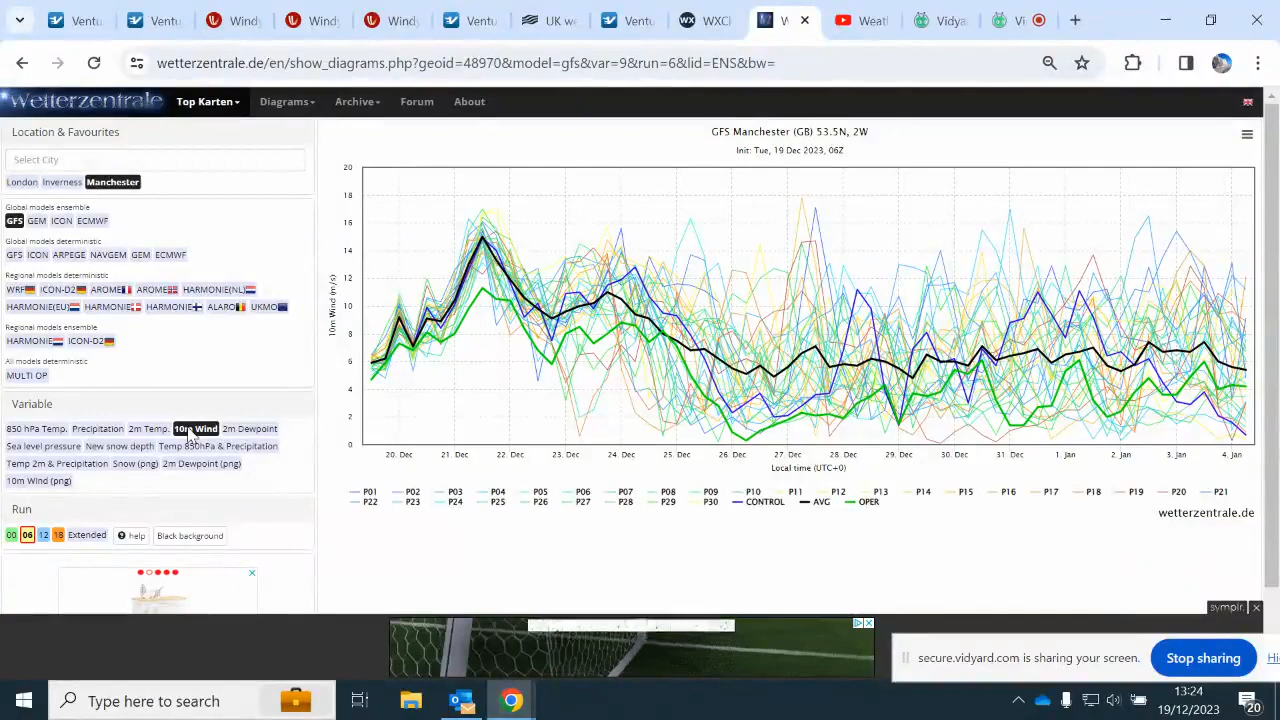 Ventu
Ventu
10m Wind
Wind
Wind
Ventu
UK we
Ventu
WXCh
W
Weath
Vidya
Vi
wetterzentrale.de/en/show_diagrams.php?geoid=48970&model=gfs&var=9&run=6&lid=ENS&bw=
wetterzentrale Top Karten Diagrams Archive Forum About
Location & Favourites
Select City
London Inverness Manchester
Global models ensemble
GFS GEM ICON ECMWF
Global models deterministic
GFS ICON ARPEGE NAVGEM GEM ECMWF
Regional models deterministic
WRF ICON-D2 AROME AROME HARMONIE(NL)
HARMONIE(EU) HARMONIE HARMONIE ALARO UKMO
Regional models ensemble
HARMONIE ICON-D2
All models deterministic
MULTI OP
Variable
850 hPa Temp. Precipitation 2m Temp. 10m Wind 2m Dewpoint
Sea level pressure New snow depth Temp 850hPa & Precipitation
Temp 2m & Precipitation Snow (png) 2m Dewpoint (png)
10m Wind (png)
Run
00 06 12 18 Extended help Black background
GFS Manchester (GB) 53.5N, 2W
Init: Tue, 19 Dec 2023, 06Z
10m Wind (m/s)
20
18
16
14
12
10
8
6
4
2
0
20. Dec 21. Dec 22. Dec 23. Dec 24. Dec 25. Dec 26. Dec 27. Dec 28. Dec 29. Dec 30. Dec 31. Dec 1. Jan 2. Jan 3. Jan 4. Jan
Local time (UTC+0)
P01 P02 P03 P04 P05 P06 P07 P08 P09 P10 P11 P12 P13 P14 P15 P16 P17 P18 P19 P20 P21
P22 P23 P24 P25 P26 P27 P28 P29 P30 CONTROL AVG OPER
wetterzentrale.de
symplr.
secure.vidyard.com is sharing your screen. Stop sharing Hi
Type here to search
13:24
19/12/2023
20